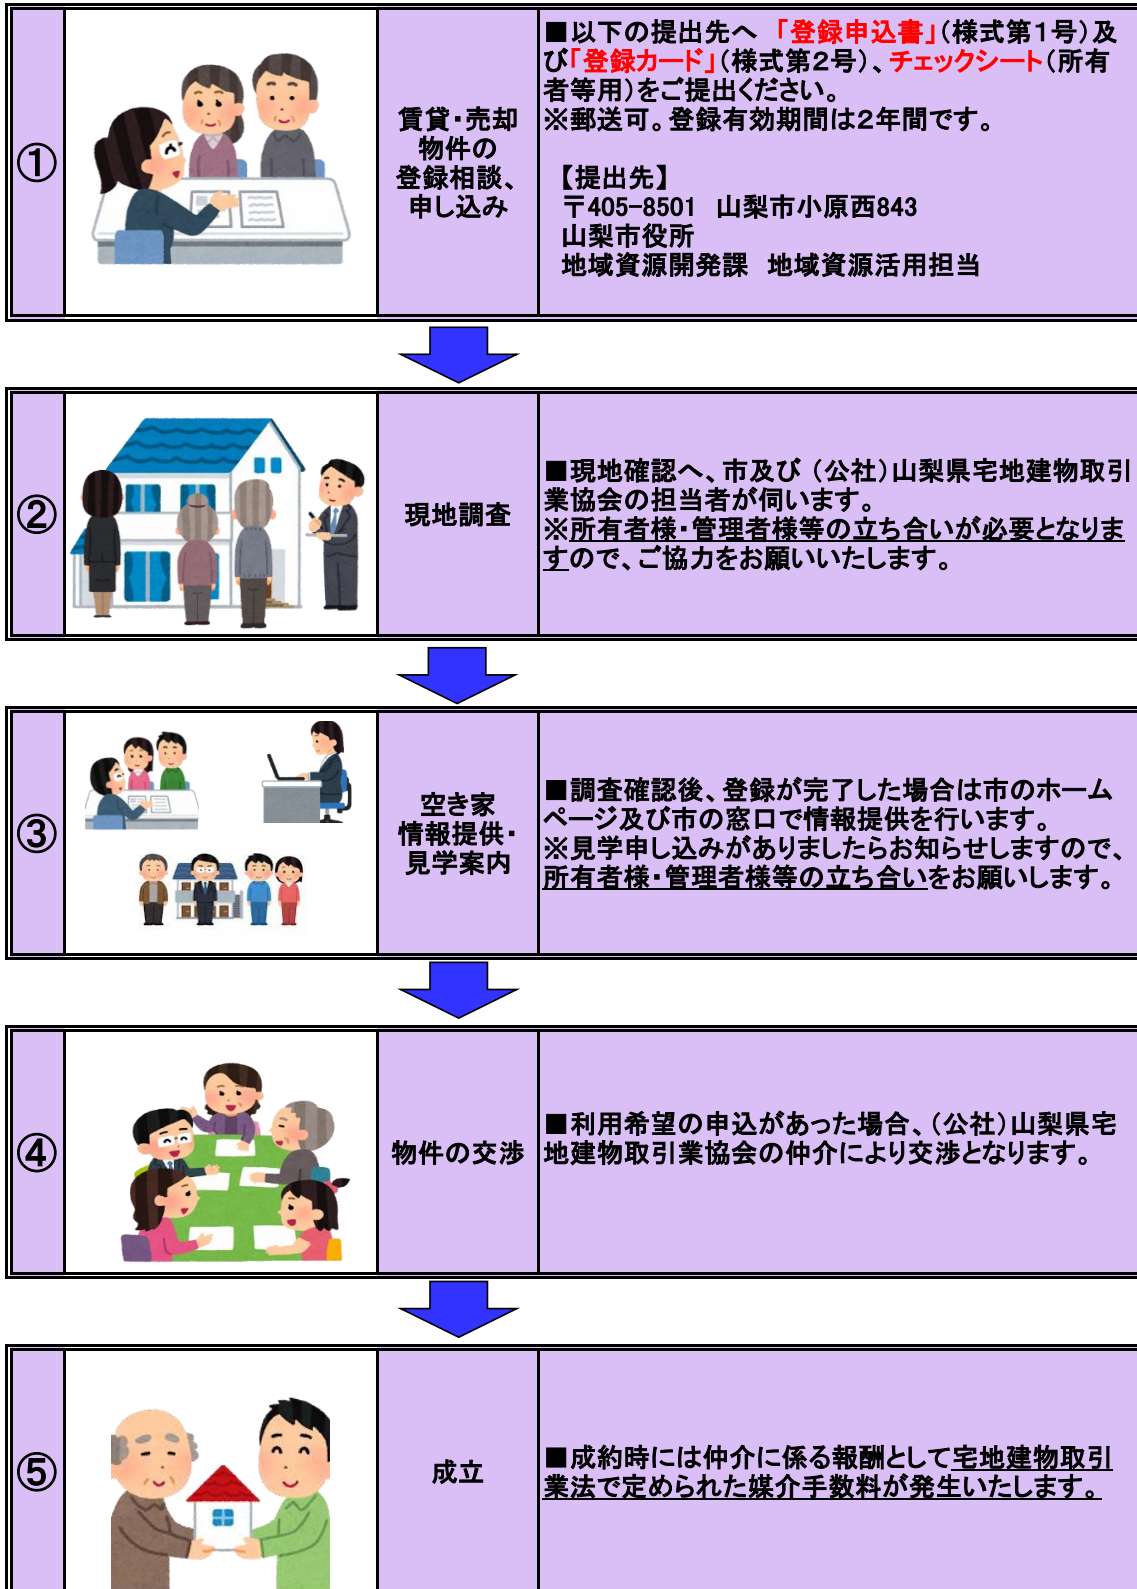 ①
賃貸・売却
物件の
登録相談、
申し込み
■以下の提出先へ 「登録申込書」(様式第1号)及
び「登録カード」(様式第2号)、チェックシート(所有
者等用)をご提出ください。
※郵送可。登録有効期間は2年間です。
【提出先】
〒405-8501 山梨市小原西843
山梨市役所
地域資源開発課 地域資源活用担当
②
現地調査
■現地確認へ、市及び (公社)山梨県宅地建物取引
業協会の担当者が伺います。
※所有者様・管理者様等の立ち合いが必要となりま
すので、ご協力をお願いいたします。
③
空き家
情報提供・
見学案内
■調査確認後、登録が完了した場合は市のホーム
ページ及び市の窓口で情報提供を行います。
※見学申し込みがありましたらお知らせしますので、
所有者様・管理者様等の立ち合いをお願いします。
④
物件の交渉
■利用希望の申込があった場合、(公社)山梨県宅
地建物取引業協会の仲介により交渉となります。
⑤
成立
■成約時には仲介に係る報酬として宅地建物取引
業法で定められた媒介手数料が発生いたします。